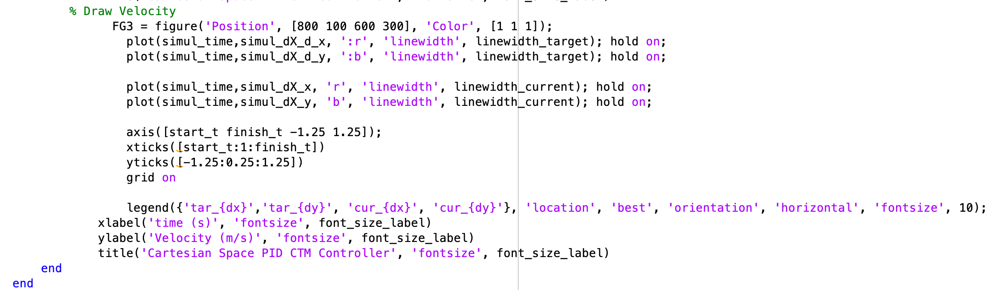 % Draw Velocity
FG3 = figure('Position', [800 100 600 300], 'Color', [1 1 1]);
plot(simul_time,simul_dX_d_x, ':r', 'linewidth', linewidth_target); hold on;
plot(simul_time,simul_dX_d_y, ':b', 'linewidth', linewidth_target); hold on;
plot(simul_time,simul_dX_x, 'r', 'linewidth', linewidth_current); hold on;
plot(simul_time,simul_dX_y, 'b', 'linewidth', linewidth_current); hold on;
axis([start_t finish_t -1.25 1.25]);
xticks([start_t:1:finish_t])
yticks([-1.25:0.25:1.25])
grid on
legend({'tar_{dx}','tar_{dy}', 'cur_{dx}', 'cur_{dy}'}, 'location', 'best', 'orientation', 'horizontal', 'fontsize', 10);
xlabel('time (s)', 'fontsize', font_size_label)
ylabel('Velocity (m/s)', 'fontsize', font_size_label)
title('Cartesian Space PID CTM Controller', 'fontsize', font_size_label)
end
end